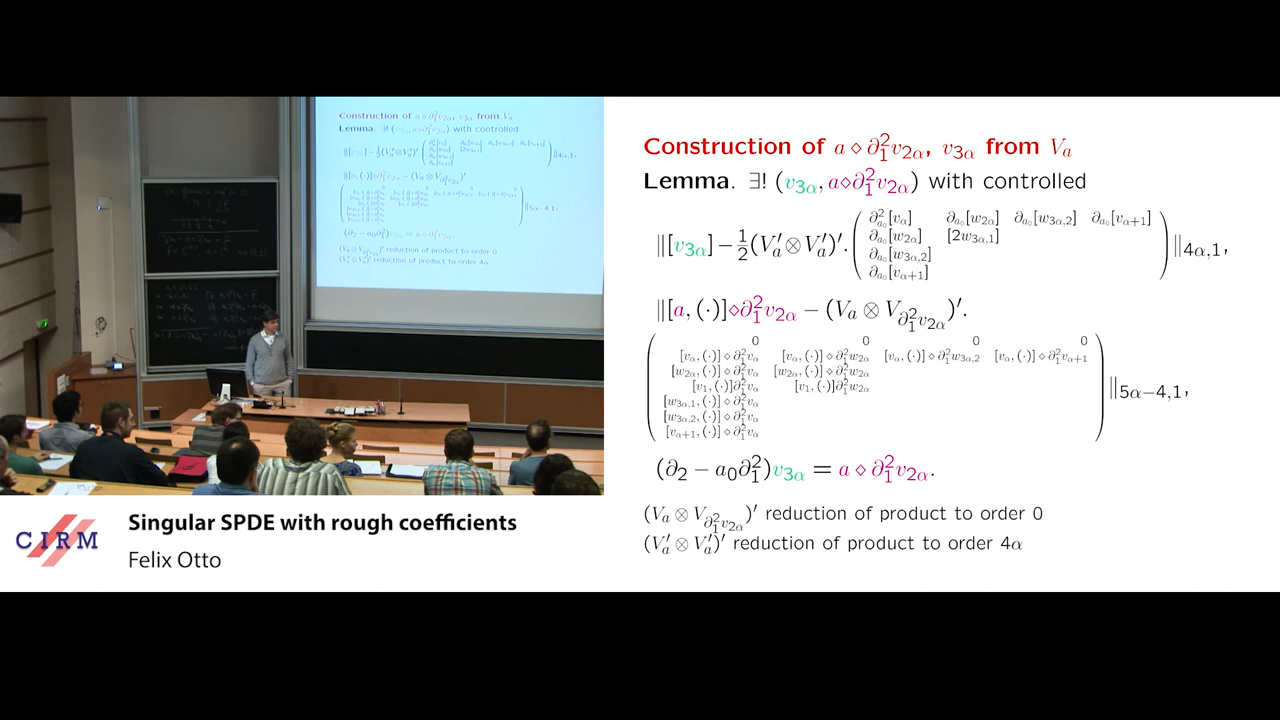 Construction of a ⋄ ∂₁²v₂α, v₃α from Vₐ
Lemma. ∃! (v₃α, a⋄∂₁²v₂α) with controlled
‖[v₃α] − ½(V′ₐ⊗V′ₐ)′.( ∂²ₐ₀[vα] ∂ₐ₀[w₂α] ∂ₐ₀[w₃α,₂] ∂ₐ₀[vα₊₁]
∂ₐ₀[w₂α] [2w₃α,₁]
∂ₐ₀[w₃α,₂]
∂ₐ₀[vα₊₁] )‖₄α,₁,
‖[a, (·)]⋄∂₁²v₂α − (Vₐ ⊗ V_∂₁²v₂α)′.
( 0 0 0 0
[vα, (·)] ⋄ ∂₁²vα [vα, (·)] ⋄ ∂₁²w₂α [vα, (·)] ⋄ ∂₁²w₃α,₂ [vα, (·)] ⋄ ∂₁²vα₊₁
[w₂α, (·)] ⋄ ∂₁²vα [w₂α, (·)] ⋄ ∂₁²w₂α
[v₁, (·)]∂₁²vα [v₁, (·)]∂₁²w₂α
[w₃α,₁, (·)] ⋄ ∂₁²vα
[w₃α,₂, (·)] ⋄ ∂₁²vα
[vα₊₁, (·)] ⋄ ∂₁²vα )‖₅α₋₄,₁,
(∂₂ − a₀∂₁²)v₃α = a ⋄ ∂₁²v₂α.
(Vₐ ⊗ V_∂₁²v₂α)′ reduction of product to order 0
(V′ₐ ⊗ V′ₐ)′ reduction of product to order 4α
CIRM
Singular SPDE with rough coefficients
Felix Otto